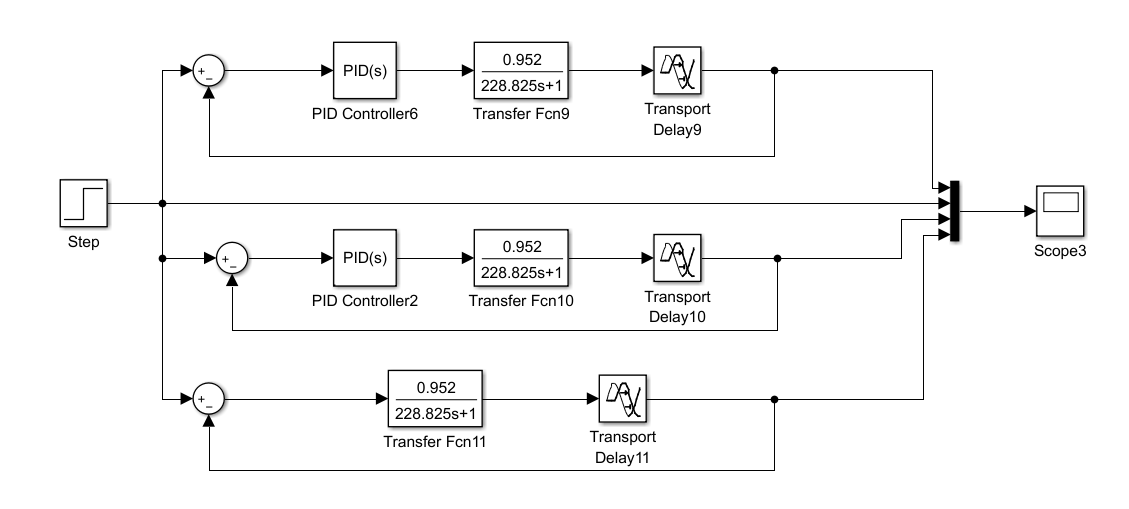 +
−
PID(s)
PID Controller6
0.952
228.825s+1
Transfer Fcn9
Transport
Delay9
Step
+
−
PID(s)
PID Controller2
0.952
228.825s+1
Transfer Fcn10
Transport
Delay10
Scope3
+
−
0.952
228.825s+1
Transfer Fcn11
Transport
Delay11